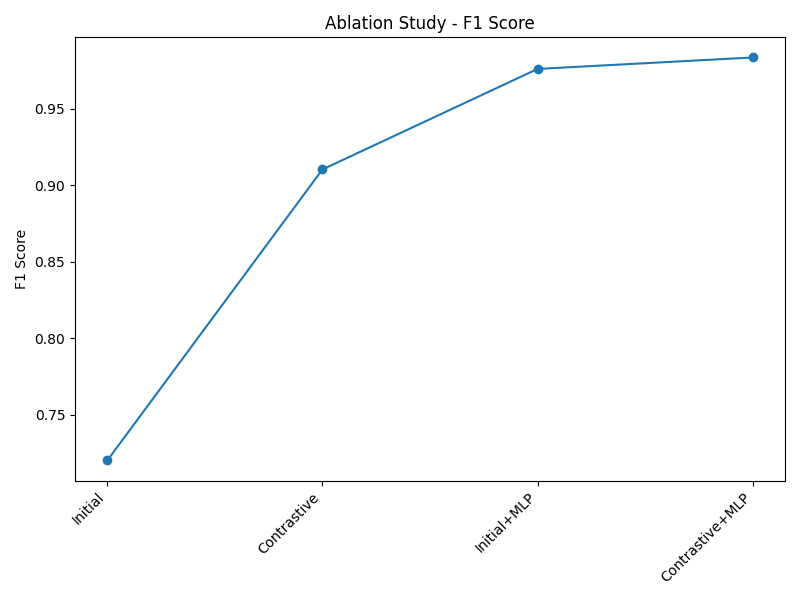 Ablation Study - F1 Score
F1 Score
0.95
0.90
0.85
0.80
0.75
Initial
Contrastive
Initial+MLP
Contrastive+MLP